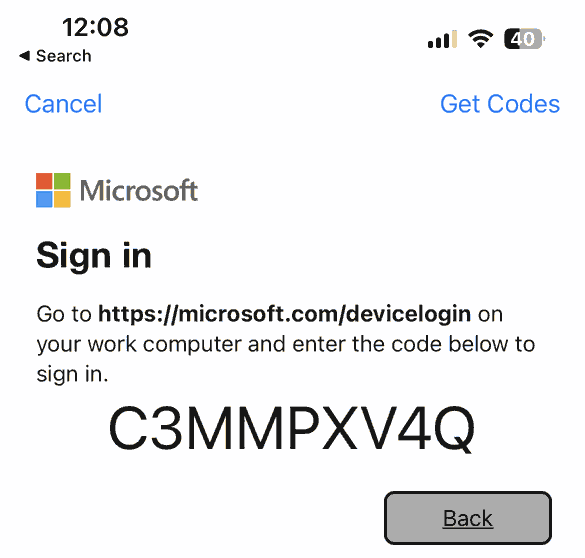 12:08
40
◀ Search
Cancel
Get Codes
Microsoft
Sign in
Go to https://microsoft.com/devicelogin on
your work computer and enter the code below to
sign in.
C3MMPXV4Q
Back